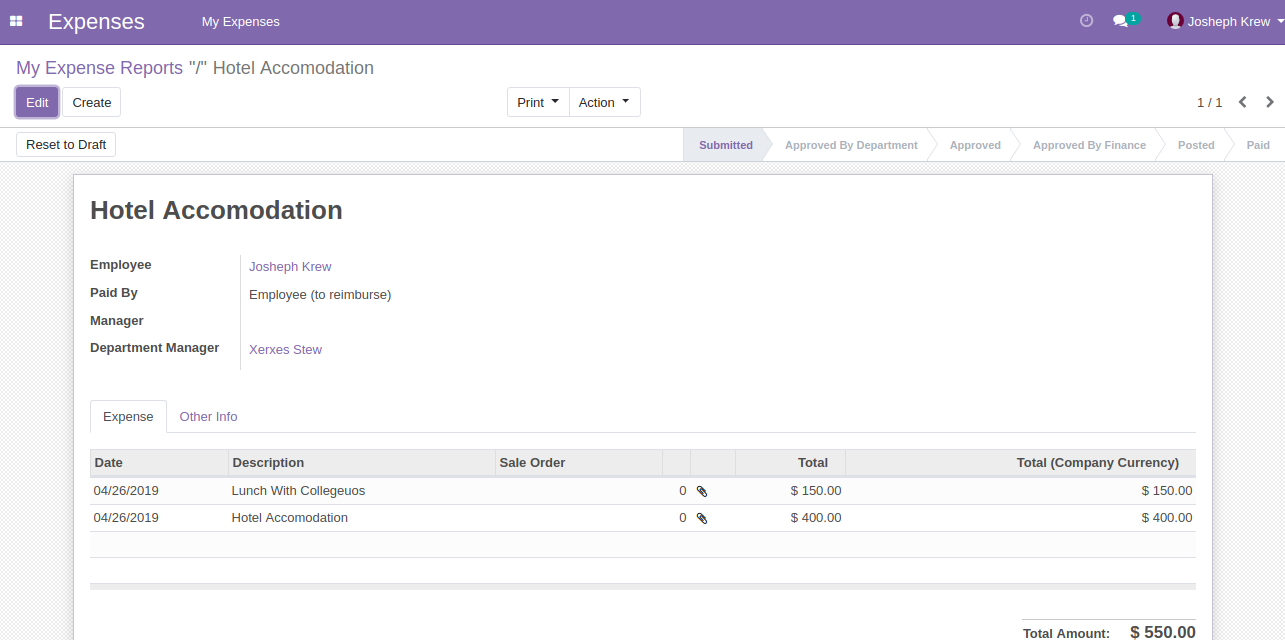 Expenses My Expenses 1 Josheph Krew
My Expense Reports "/" Hotel Accomodation
Edit Create Print Action 1 / 1
Reset to Draft Submitted Approved By Department Approved Approved By Finance Posted Paid
Hotel Accomodation
Employee Josheph Krew
Paid By Employee (to reimburse)
Manager
Department Manager Xerxes Stew
Expense Other Info
Date Description Sale Order Total Total (Company Currency)
04/26/2019 Lunch With Collegeuos 0 $ 150.00 $ 150.00
04/26/2019 Hotel Accomodation 0 $ 400.00 $ 400.00
Total Amount: $ 550.00